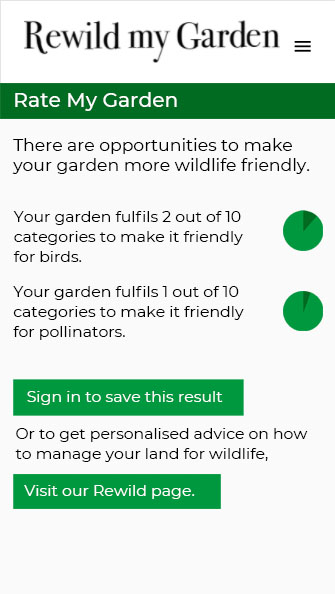 Rewild my Garden
Rate My Garden
There are opportunities to make
your garden more wildlife friendly.
Your garden fulfils 2 out of 10
categories to make it friendly
for birds.
Your garden fulfils 1 out of 10
categories to make it friendly
for pollinators.
Sign in to save this result
Or to get personalised advice on how
to manage your land for wildlife,
Visit our Rewild page.